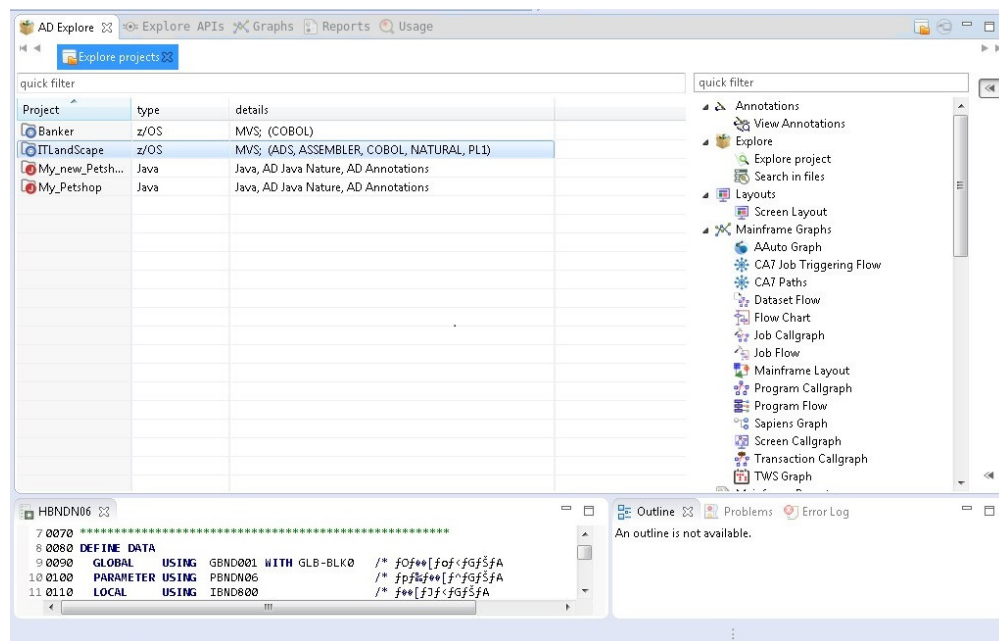 AD Explore Explore APIs Graphs Reports Usage
Explore projects
quick filter
Project type details
Banker z/OS MVS; (COBOL)
ITLandScape z/OS MVS; (ADS, ASSEMBLER, COBOL, NATURAL, PL1)
My_new_Petsh... Java Java, AD Java Nature, AD Annotations
My_Petshop Java Java, AD Java Nature, AD Annotations
quick filter
Annotations
View Annotations
Explore
Explore project
Search in files
Layouts
Screen Layout
Mainframe Graphs
AAuto Graph
CA7 Job Triggering Flow
CA7 Paths
Dataset Flow
Flow Chart
Job Callgraph
Job Flow
Mainframe Layout
Program Callgraph
Program Flow
Sapiens Graph
Screen Callgraph
Transaction Callgraph
TWS Graph
HBNDN06
7 0070 ******************************************************
8 0080 DEFINE DATA
9 0090 GLOBAL USING GBND001 WITH GLB-BLK0 /*
10 0100 PARAMETER USING PBNDN06 /*
11 0110 LOCAL USING IBND800 /*
Outline Problems Error Log
An outline is not available.